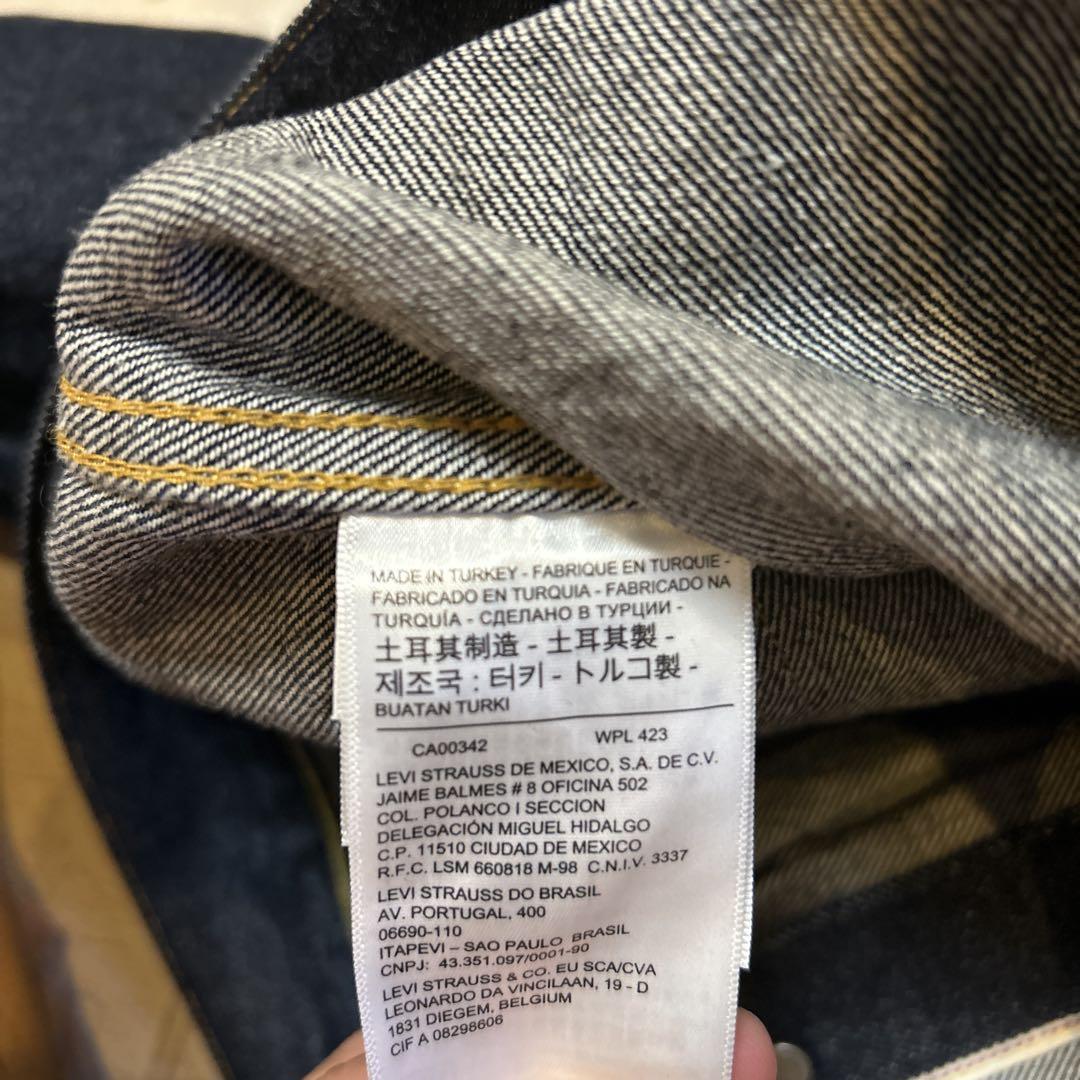 MADE IN TURKEY - FABRIQUE EN TURQUIE -
FABRICADO EN TURQUIA - FABRICADO NA
TURQUÍA - СДЕЛАНО В ТУРЦИИ -
土耳其制造 - 土耳其製 -
제조국 : 터키 - トルコ製 -
BUATAN TURKI
CA00342 WPL 423
LEVI STRAUSS DE MEXICO, S.A. DE C.V.
JAIME BALMES # 8 OFICINA 502
COL. POLANCO I SECCION
DELEGACIÓN MIGUEL HIDALGO
C.P. 11510 CIUDAD DE MEXICO
R.F.C. LSM 660818 M-98 C.N.I.V. 3337
LEVI STRAUSS DO BRASIL
AV. PORTUGAL, 400
06690-110
ITAPEVI – SAO PAULO BRASIL
CNPJ: 43.351.097/0001-90
LEVI STRAUSS & CO. EU SCA/CVA
LEONARDO DA VINCILAAN, 19 - D
1831 DIEGEM, BELGIUM
CIF A 08298606